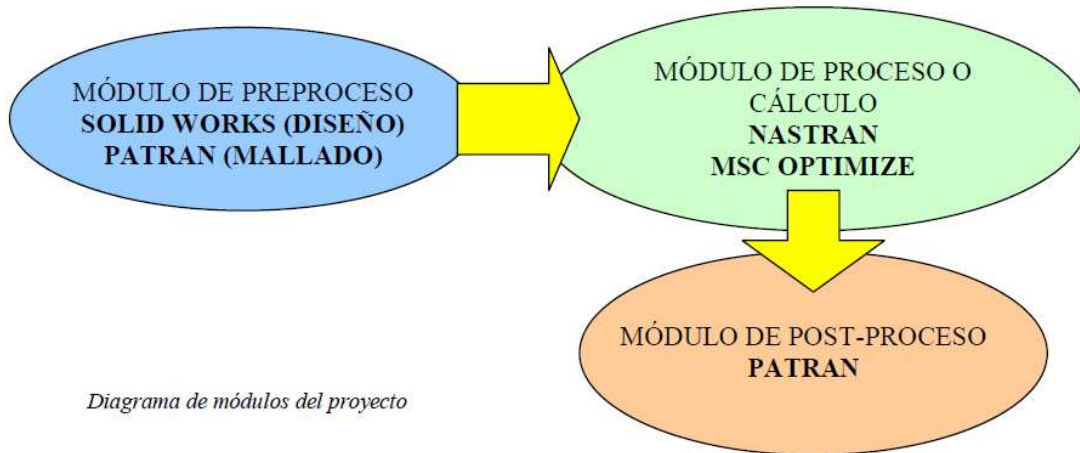 MÓDULO DE PREPROCESO
SOLID WORKS (DISEÑO)
PATRAN (MALLADO)
MÓDULO DE PROCESO O
CÁLCULO
NASTRAN
MSC OPTIMIZE
MÓDULO DE POST-PROCESO
PATRAN
Diagrama de módulos del proyecto